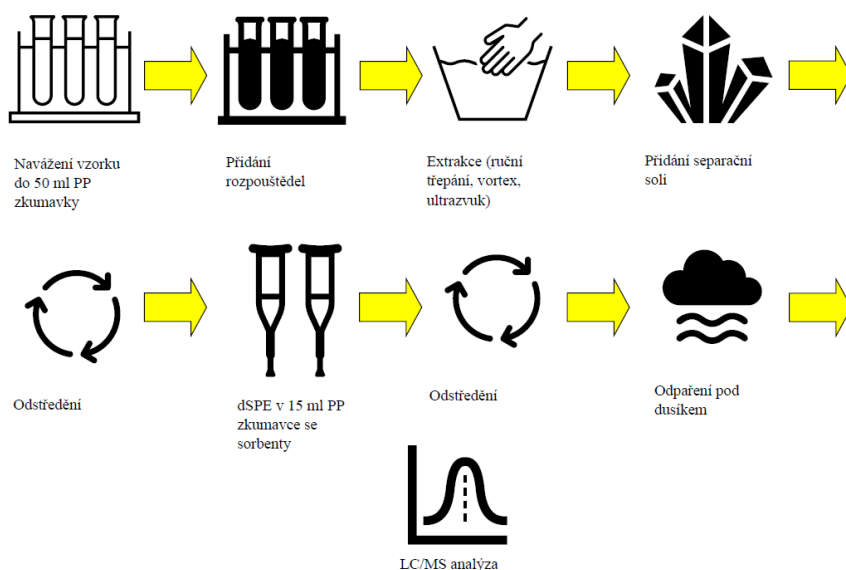 Navážení vzorku
do 50 ml PP
zkumavky
Přidání
rozpouštědel
Extrakce (ruční
třepání, vortex,
ultrazvuk)
Přidání separační
soli
Odstředění
dSPE v 15 ml PP
zkumavce se
sorbenty
Odstředění
Odpaření pod
dusíkem
LC/MS analýza